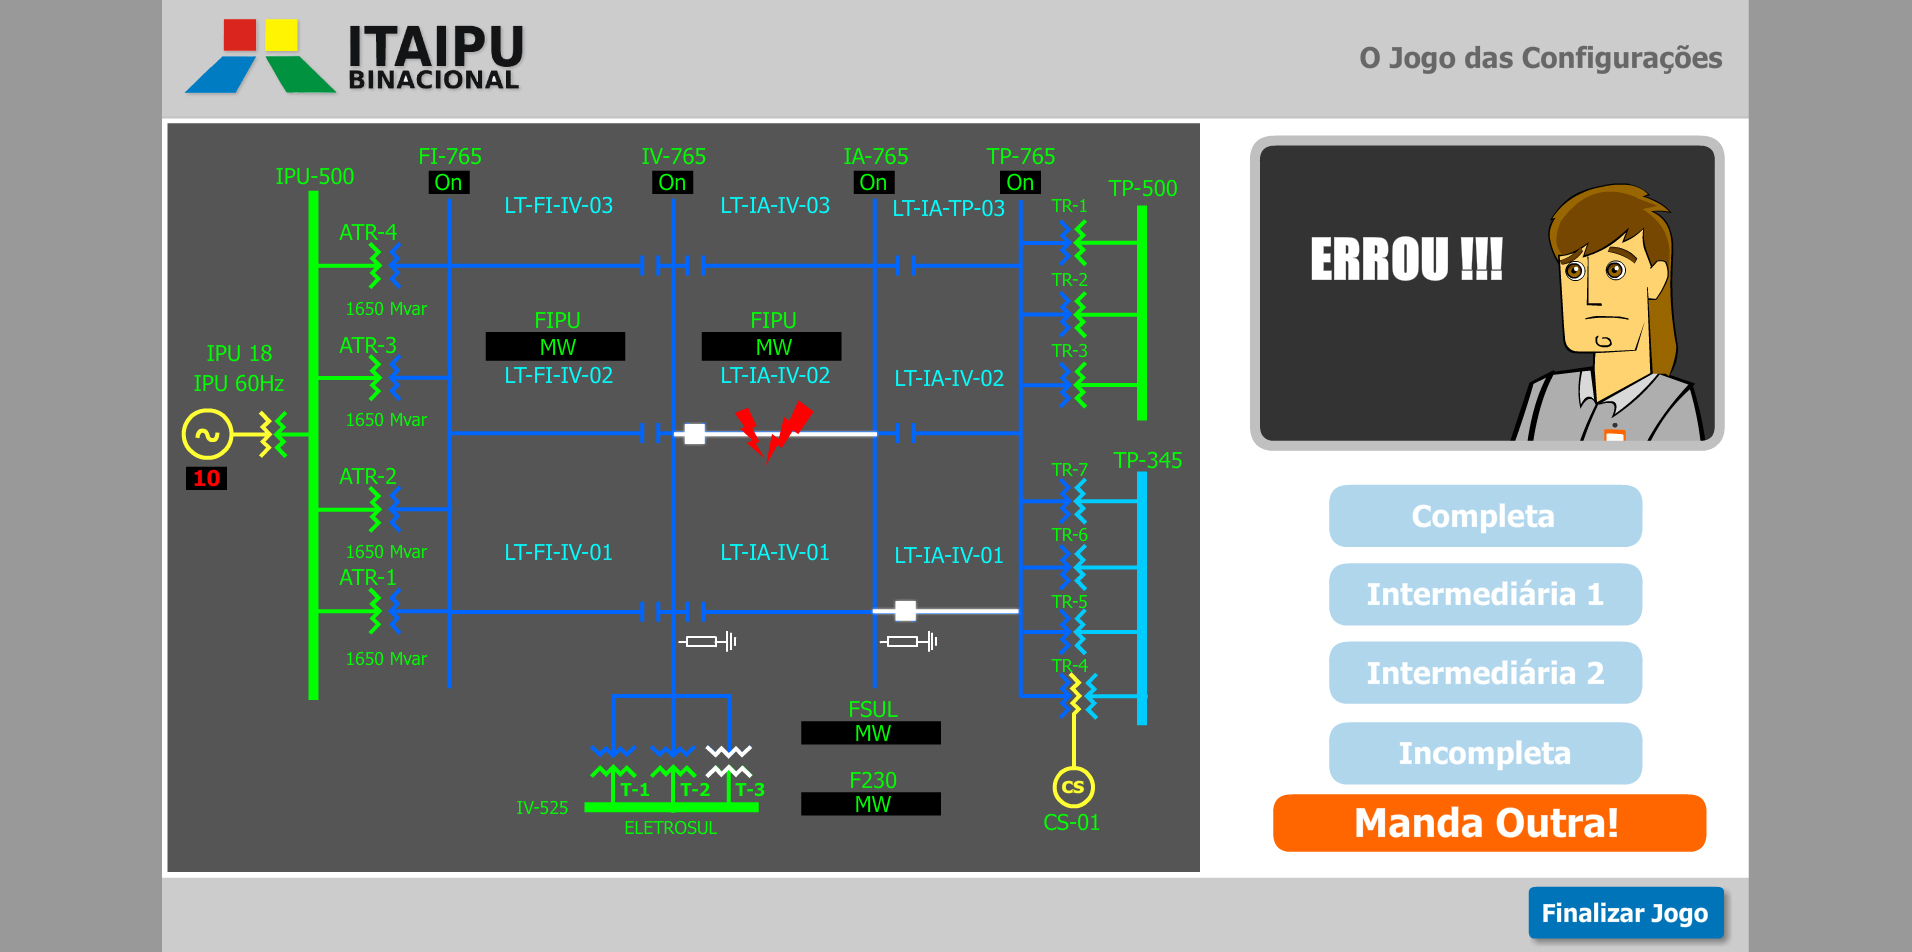 ITAIPU
BINACIONAL
O Jogo das Configurações
FI-765
IV-765
IA-765
TP-765
On
On
On
On
IPU-500
TP-500
LT-FI-IV-03
LT-IA-IV-03
LT-IA-TP-03
TR-1
ATR-4
TR-2
1650 Mvar
FIPU
FIPU
MW
MW
ATR-3
TR-3
IPU 18
LT-FI-IV-02
LT-IA-IV-02
LT-IA-IV-02
IPU 60Hz
1650 Mvar
10
ATR-2
TP-345
TR-7
TR-6
1650 Mvar
LT-FI-IV-01
LT-IA-IV-01
LT-IA-IV-01
ATR-1
TR-5
1650 Mvar
TR-4
FSUL
MW
F230
MW
T-1
T-2
T-3
IV-525
ELETROSUL
CS
CS-01
ERROU !!!
Completa
Intermediária 1
Intermediária 2
Incompleta
Manda Outra!
Finalizar Jogo